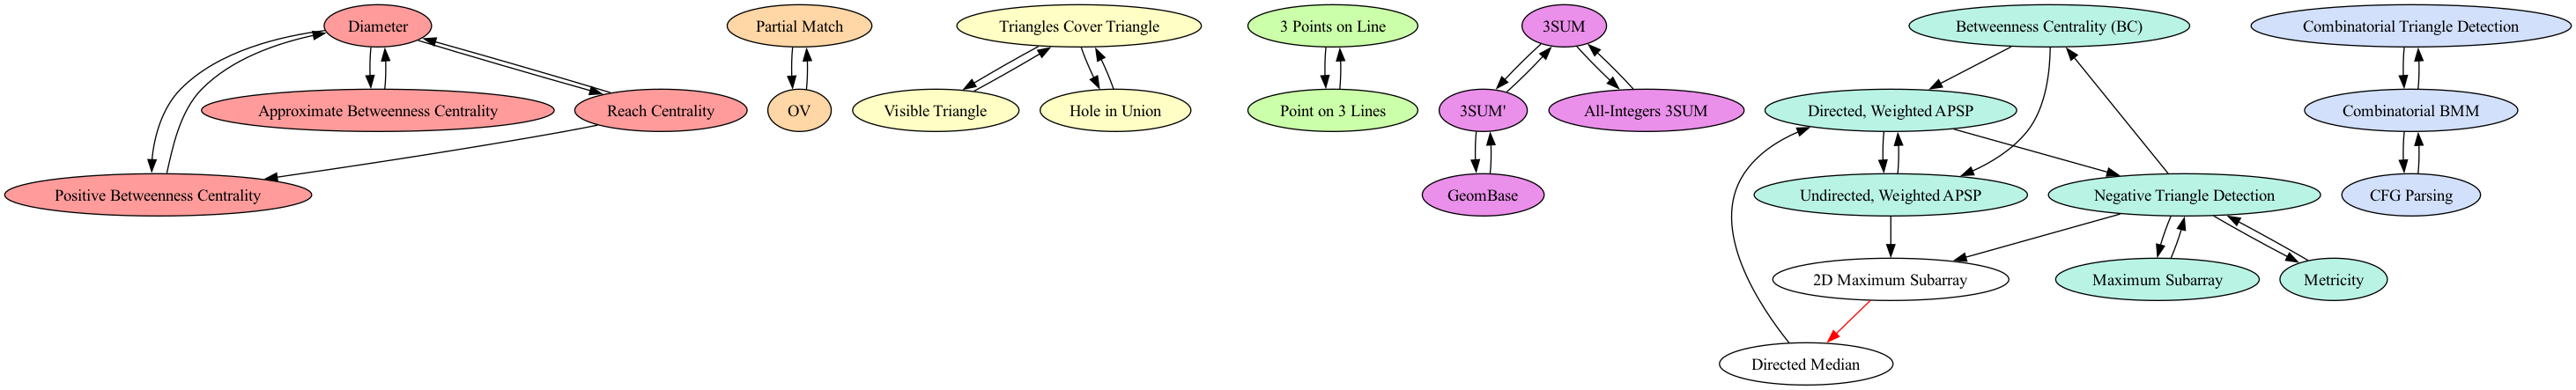 Diameter
Partial Match
Triangles Cover Triangle
3 Points on Line
3SUM
Betweenness Centrality (BC)
Combinatorial Triangle Detection
Approximate Betweenness Centrality
Reach Centrality
OV
Visible Triangle
Hole in Union
Point on 3 Lines
3SUM'
All-Integers 3SUM
Directed, Weighted APSP
Combinatorial BMM
Positive Betweenness Centrality
GeomBase
Undirected, Weighted APSP
Negative Triangle Detection
CFG Parsing
2D Maximum Subarray
Maximum Subarray
Metricity
Directed Median